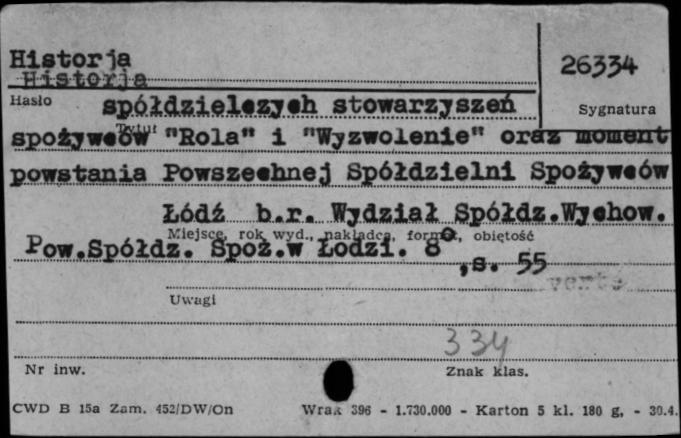 Historja
26334
Historja
Hasło
spółdzielczych stowarzyszeń
Sygnatura
Tytuł
spożywców "Rola" i "Wyzwolenie" oraz moment
powstania Powszechnej Spółdzielni Spożywców
Łódź b.r. Wydział Spółdz.Wychow.
Miejsce, rok wyd., nakładca, format, objętość
Pow.Spółdz. Spoż.w Łodzi. 8° ,s. 55
Uwagi
334
Nr inw.
Znak klas.
CWD B 15a Zam. 452/DW/On
Wrak 396 - 1.730.000 - Karton 5 kl. 180 g, - 30.4.